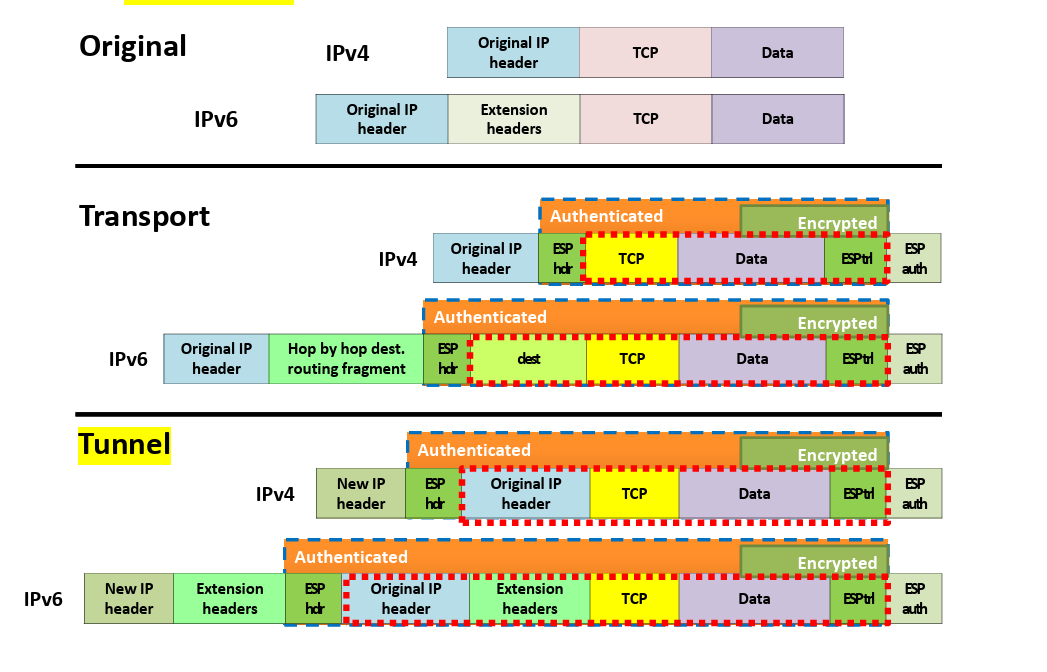 Original
IPv4
Original IP
header
TCP
Data
IPv6
Original IP
header
Extension
headers
TCP
Data
Transport
Authenticated
Encrypted
IPv4
Original IP
header
ESP
hdr
TCP
Data
ESPtrl
ESP
auth
Authenticated
Encrypted
IPv6
Original IP
header
Hop by hop dest.
routing fragment
ESP
hdr
dest
TCP
Data
ESPtrl
ESP
auth
Tunnel
Authenticated
Encrypted
IPv4
New IP
header
ESP
hdr
Original IP
header
TCP
Data
ESPtrl
ESP
auth
Authenticated
Encrypted
IPv6
New IP
header
Extension
headers
ESP
hdr
Original IP
header
Extension
headers
TCP
Data
ESPtrl
ESP
auth